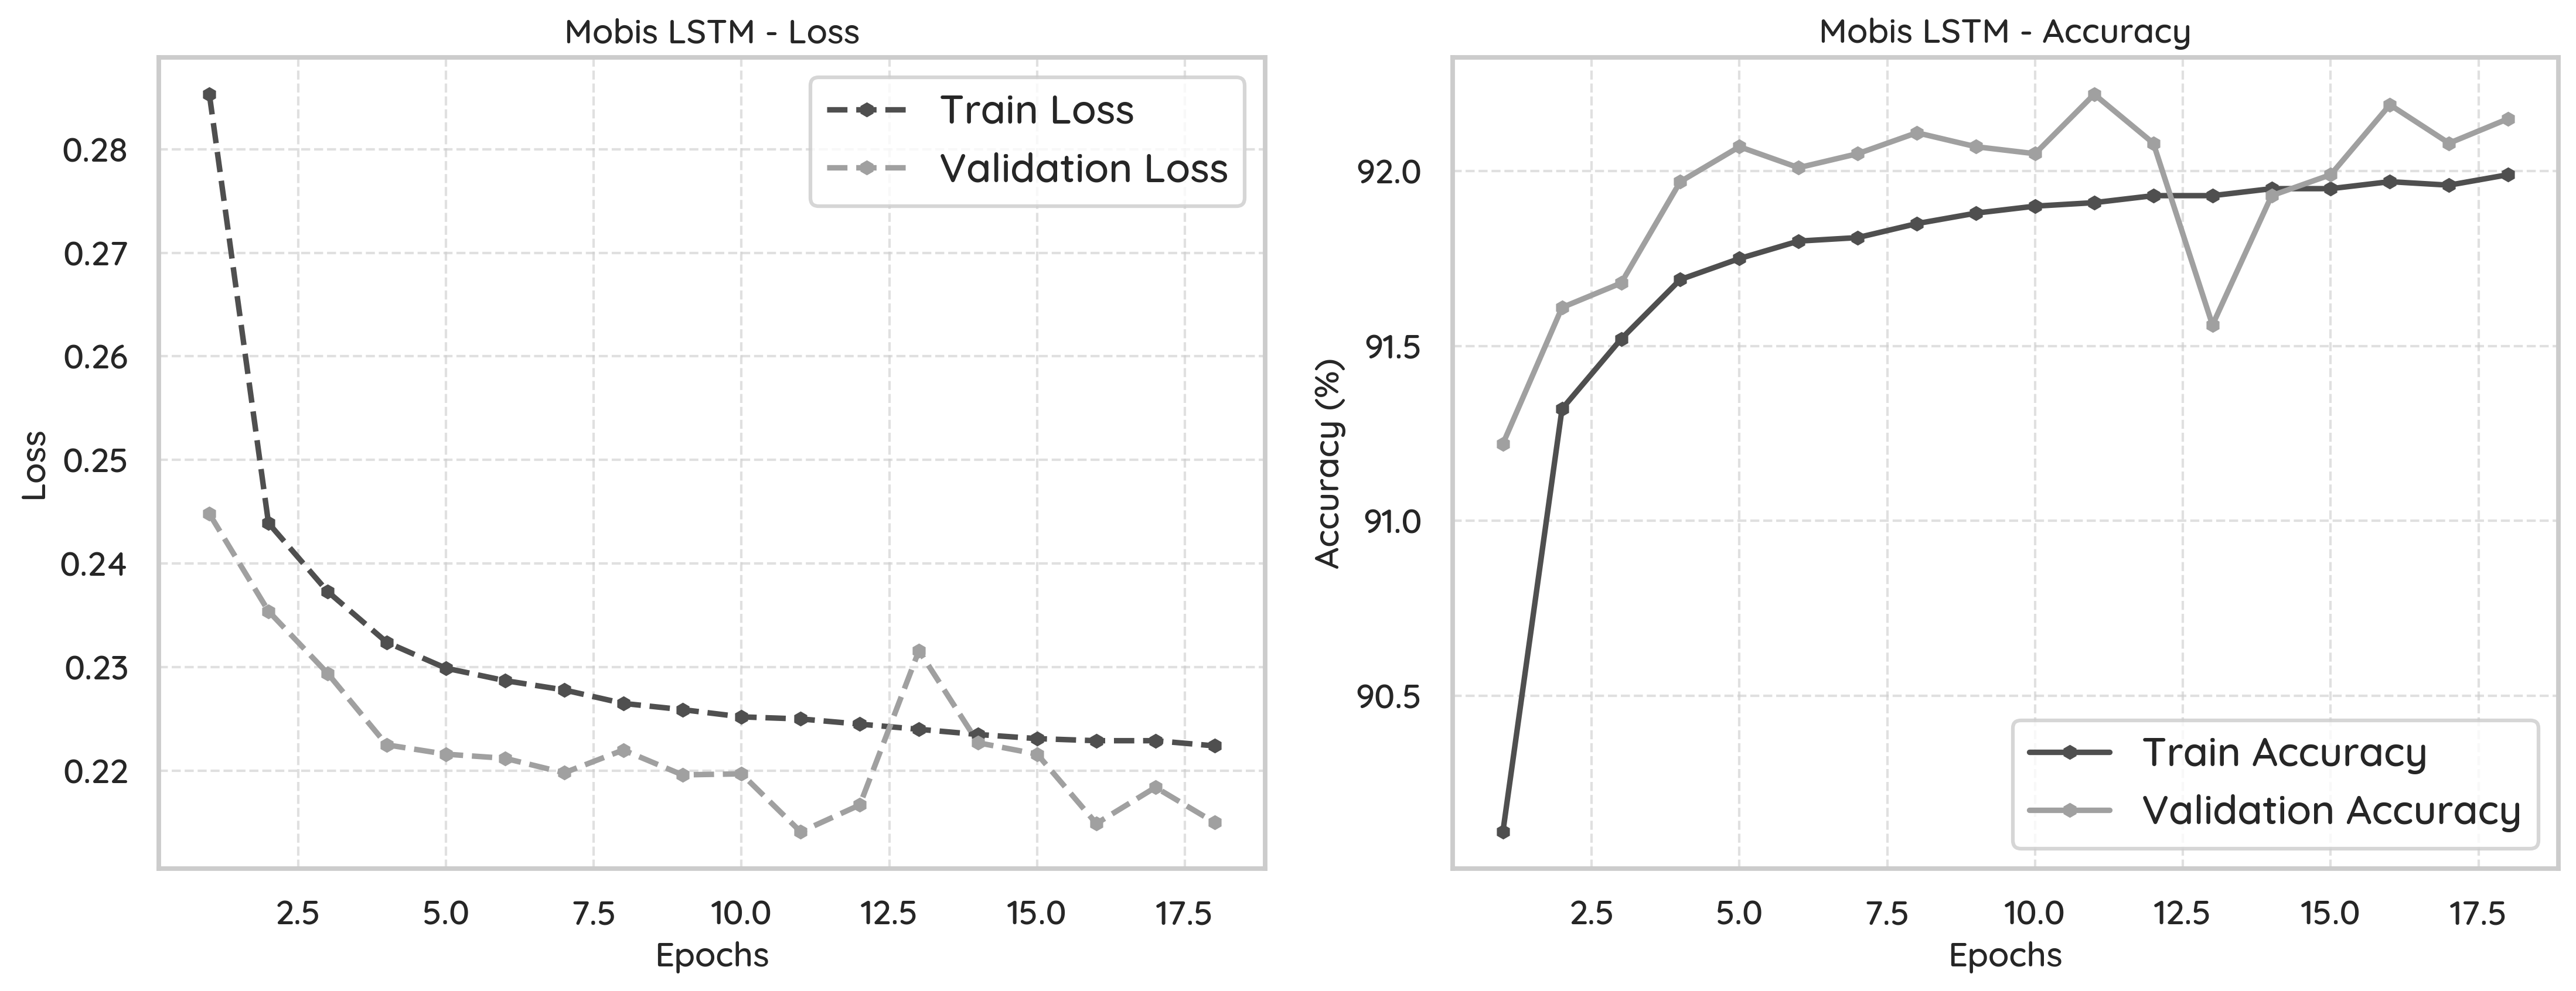 Mobis LSTM - Loss
Train Loss
Validation Loss
0.28
0.27
0.26
0.25
0.24
0.23
0.22
Loss
2.5 5.0 7.5 10.0 12.5 15.0 17.5
Epochs
Mobis LSTM - Accuracy
92.0
91.5
91.0
90.5
Accuracy (%)
Train Accuracy
Validation Accuracy
2.5 5.0 7.5 10.0 12.5 15.0 17.5
Epochs